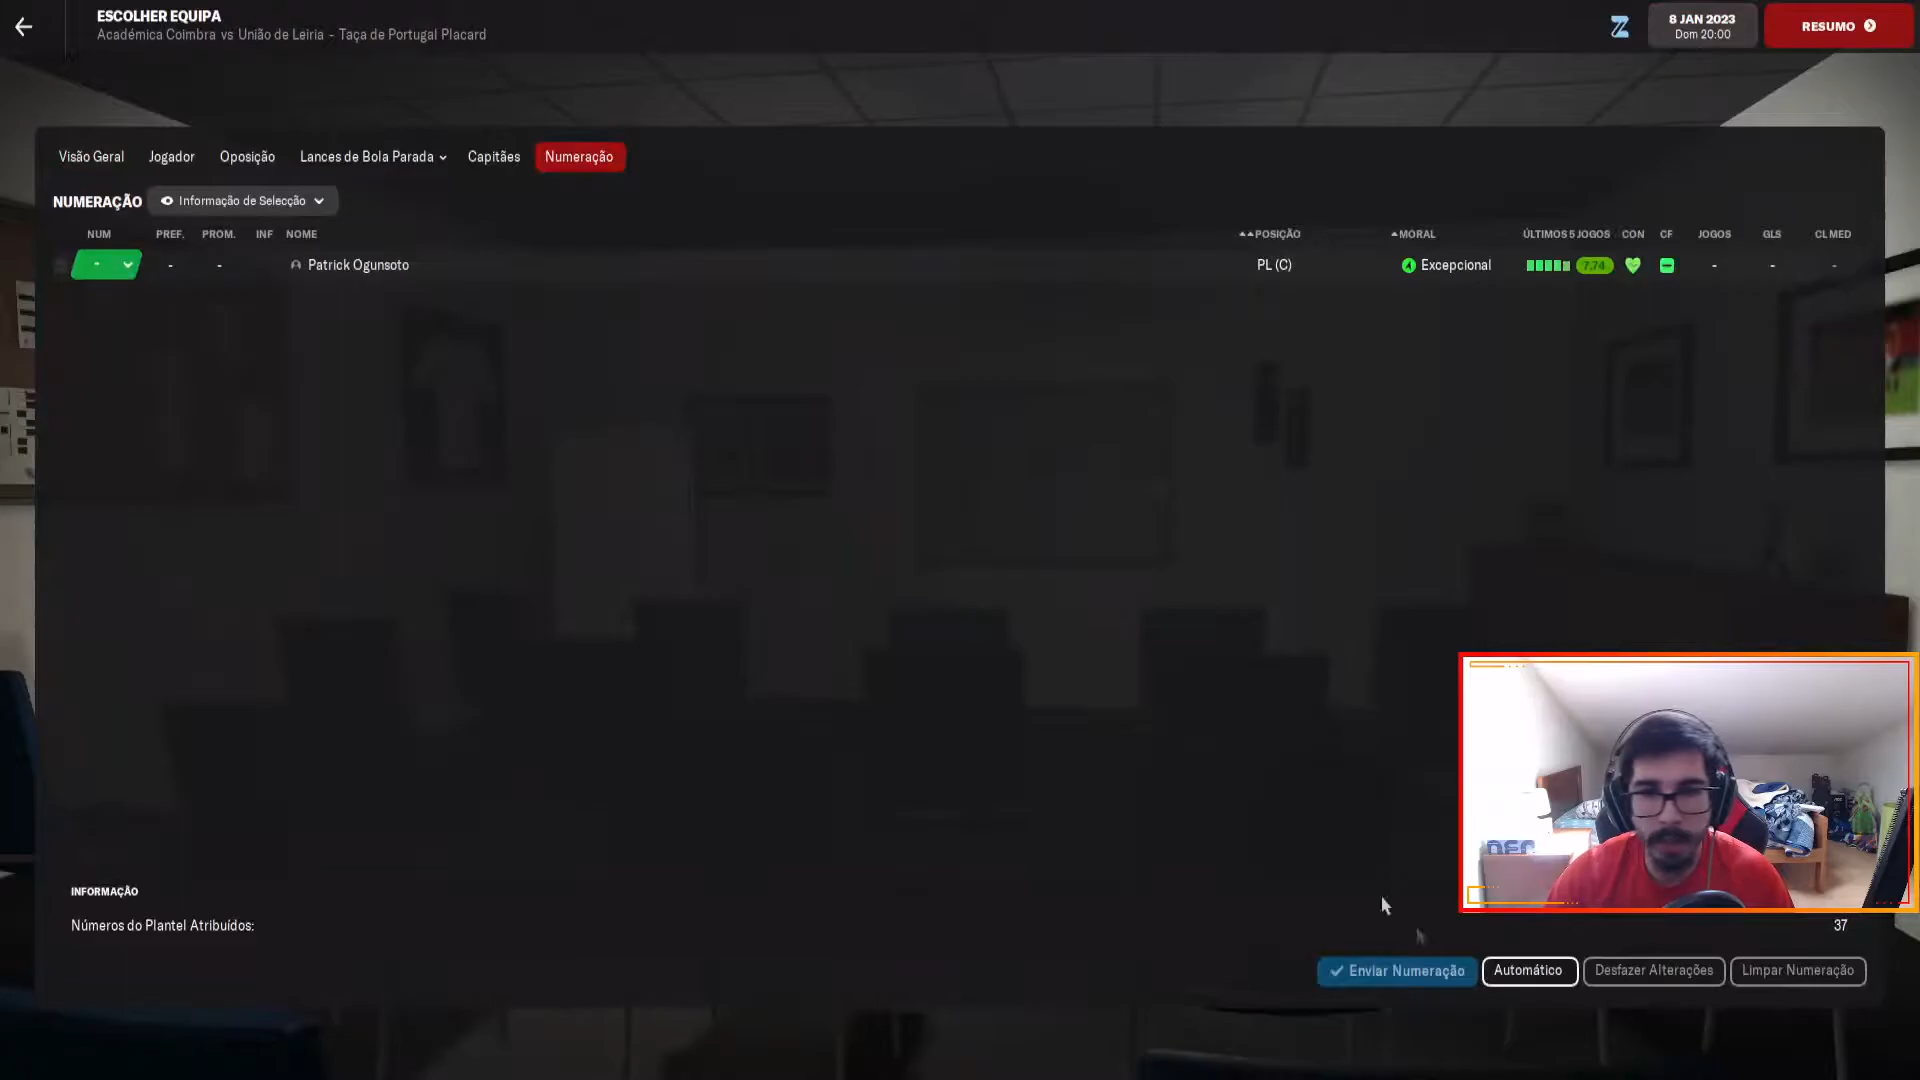 ESCOLHER EQUIPA
Académica Coimbra vs União de Leiria - Taça de Portugal Placard
8 JAN 2023
Dom 20:00
RESUMO
Visão Geral
Jogador
Oposição
Lances de Bola Parada
Capitães
Numeração
NUMERAÇÃO
Informação de Selecção
NUM PREF. PROM. INF NOME POSIÇÃO MORAL ÚLTIMOS 5 JOGOS CON CF JOGOS GLS CL MED
- - - Patrick Ogunsoto PL (C) Excepcional 7.74 - - -
INFORMAÇÃO
Números do Plantel Atribuídos: 37
Enviar Numeração
Automático
Desfazer Alterações
Limpar Numeração